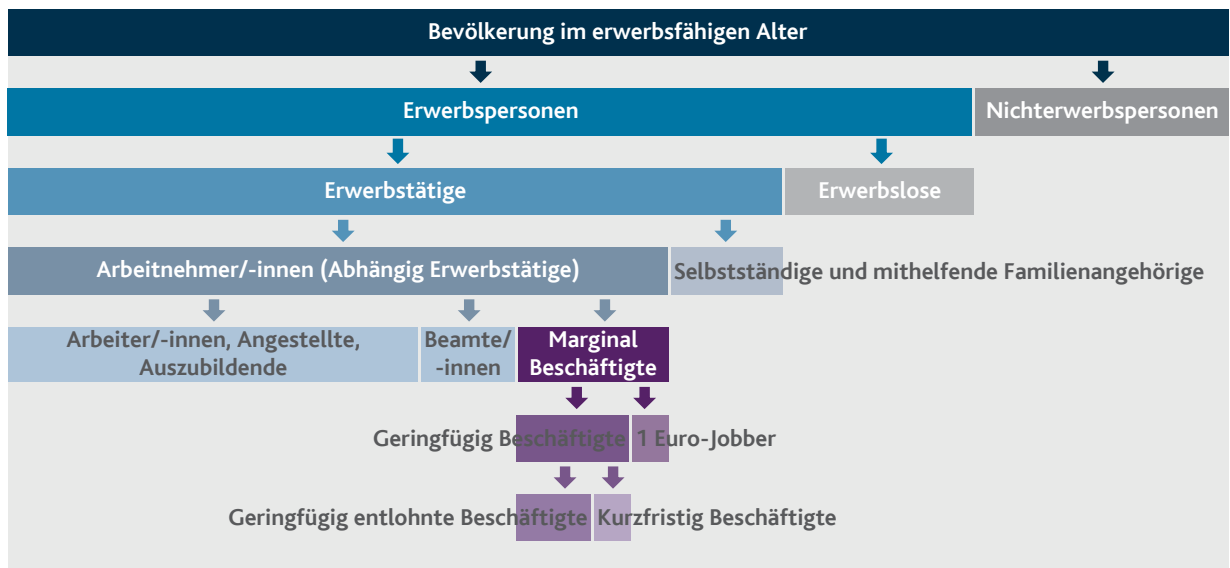 Bevölkerung im erwerbsfähigen Alter
Erwerbspersonen
Nichterwerbspersonen
Erwerbstätige
Erwerbslose
Arbeitnehmer/-innen (Abhängig Erwerbstätige)
Selbstständige und mithelfende Familienangehörige
Arbeiter/-innen, Angestellte,
Auszubildende
Beamte/
-innen
Marginal
Beschäftigte
Geringfügig Beschäftigte
1 Euro-Jobber
Geringfügig entlohnte Beschäftigte
Kurzfristig Beschäftigte